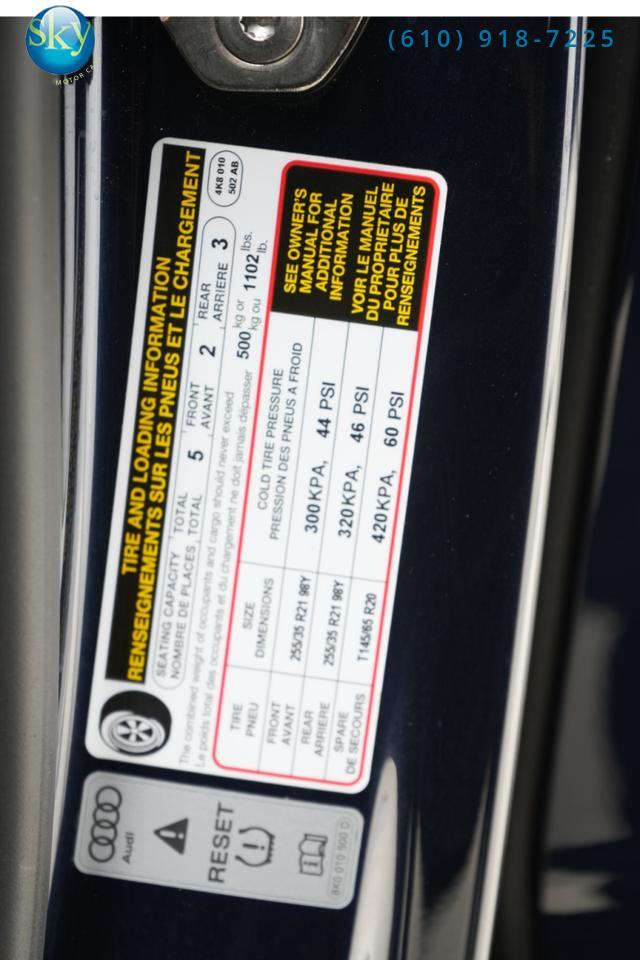 Sky
MOTOR CA
(610) 918-7225
TIRE AND LOADING INFORMATION
RENSEIGNEMENTS SUR LES PNEUS ET LE CHARGEMENT
4K8 010
502 AB
SEATING CAPACITY TOTAL 5 FRONT 2 REAR 3
NOMBRE DE PLACES TOTAL AVANT ARRIERE
The combined weight of occupants and cargo should never exceed 500 kg or 1102 lbs.
Le poids total des occupants et du chargement ne doit jamais dépasser kg ou lb.
TIRE SIZE COLD TIRE PRESSURE
PNEU DIMENSIONS PRESSION DES PNEUS A FROID
FRONT 255/35 R21 98Y 300KPA, 44 PSI
AVANT
REAR 255/35 R21 98Y 320KPA, 46 PSI
ARRIERE
SPARE T145/65 R20 420KPA, 60 PSI
DE SECOURS
SEE OWNER'S
MANUAL FOR
ADDITIONAL
INFORMATION
VOIR LE MANUEL
DU PROPRIETAIRE
POUR PLUS DE
RENSEIGNEMENTS
Audi
RESET
8K0 010 500 D